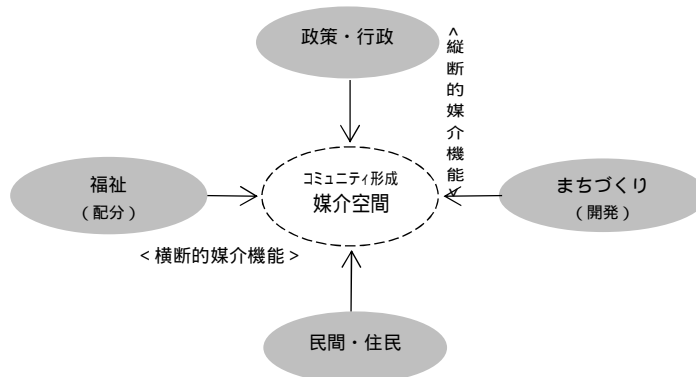 政策・行政
<縦断的媒介機能>
コミュニティ形成
媒介空間
福祉
（配分）
まちづくり
（開発）
<横断的媒介機能>
民間・住民